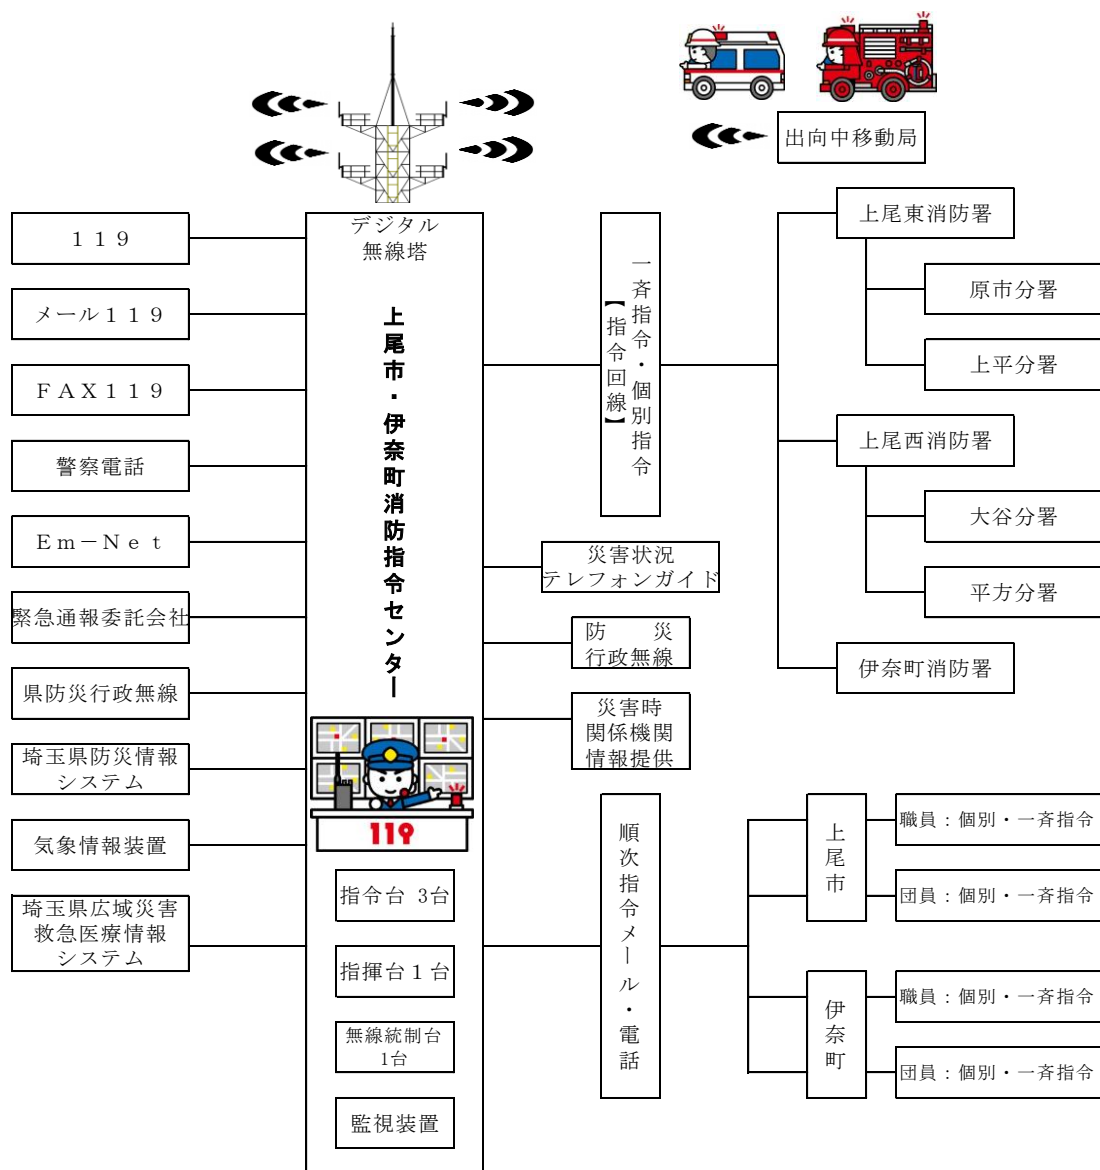 出向中移動局
１１９
メール１１９
ＦＡＸ１１９
警察電話
Ｅｍ－Ｎｅｔ
緊急通報委託会社
県防災行政無線
埼玉県防災情報
システム
気象情報装置
埼玉県広域災害
救急医療情報
システム
デジタル
無線塔
上尾市・伊奈町消防指令センター
119
指令台 3台
指揮台１台
無線統制台
1台
監視装置
一斉指令・個別指令
【指令回線】
災害状況
テレフォンガイド
防　　災
行政無線
災害時
関係機関
情報提供
順次指令メール・電話
上尾東消防署
原市分署
上平分署
上尾西消防署
大谷分署
平方分署
伊奈町消防署
上尾市
職員：個別・一斉指令
団員：個別・一斉指令
伊奈町
職員：個別・一斉指令
団員：個別・一斉指令